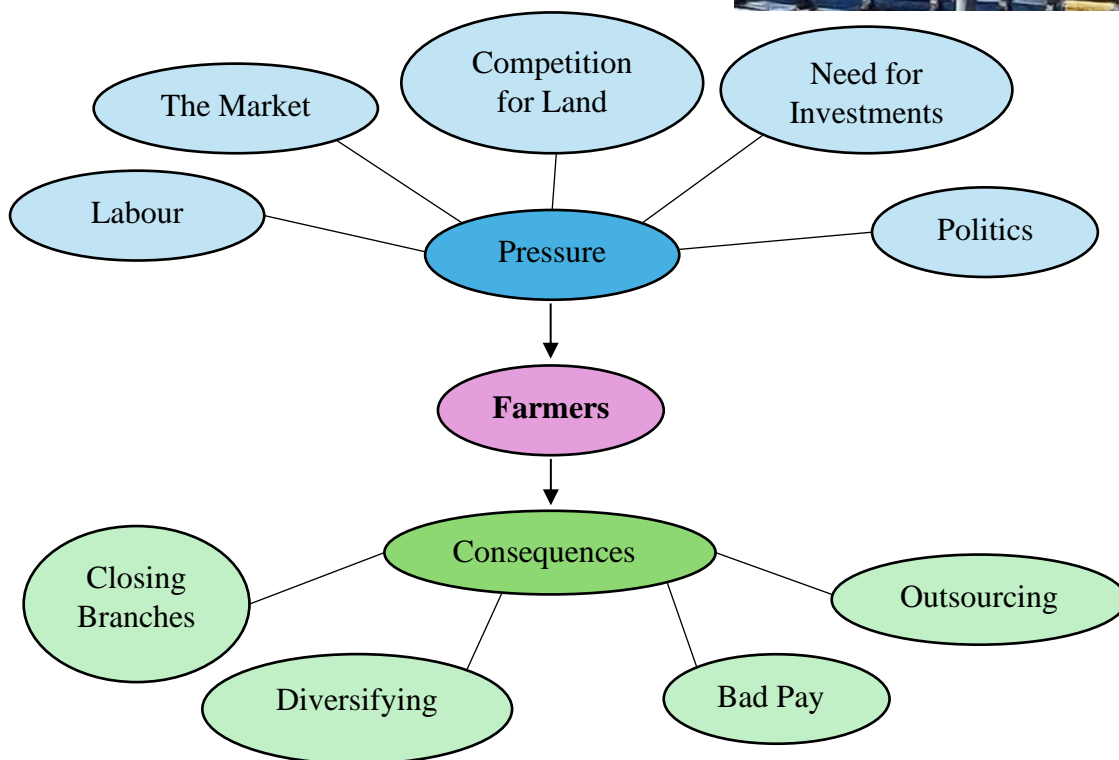 Competition
for Land
Need for
Investments
The Market
Labour
Politics
Pressure
Farmers
Consequences
Closing
Branches
Outsourcing
Diversifying
Bad Pay